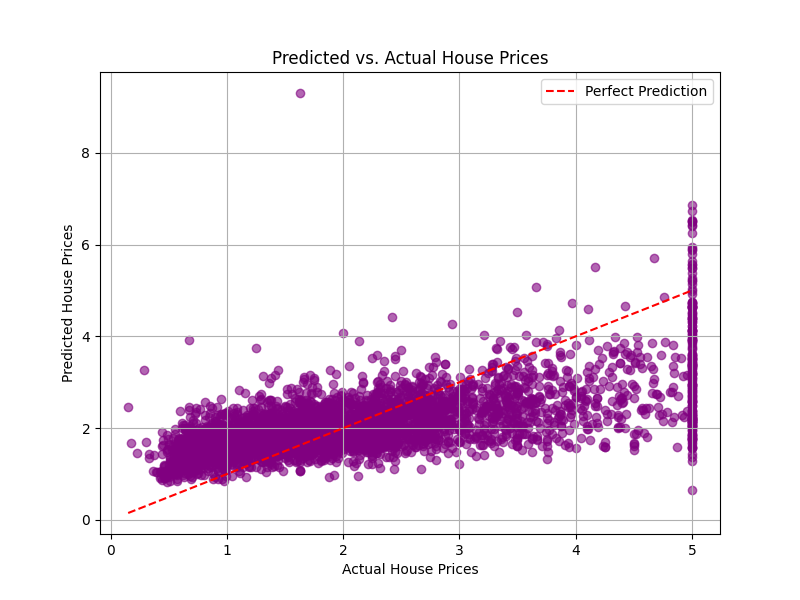 Predicted vs. Actual House Prices
Perfect Prediction
8
6
4
2
0
Predicted House Prices
0 1 2 3 4 5
Actual House Prices